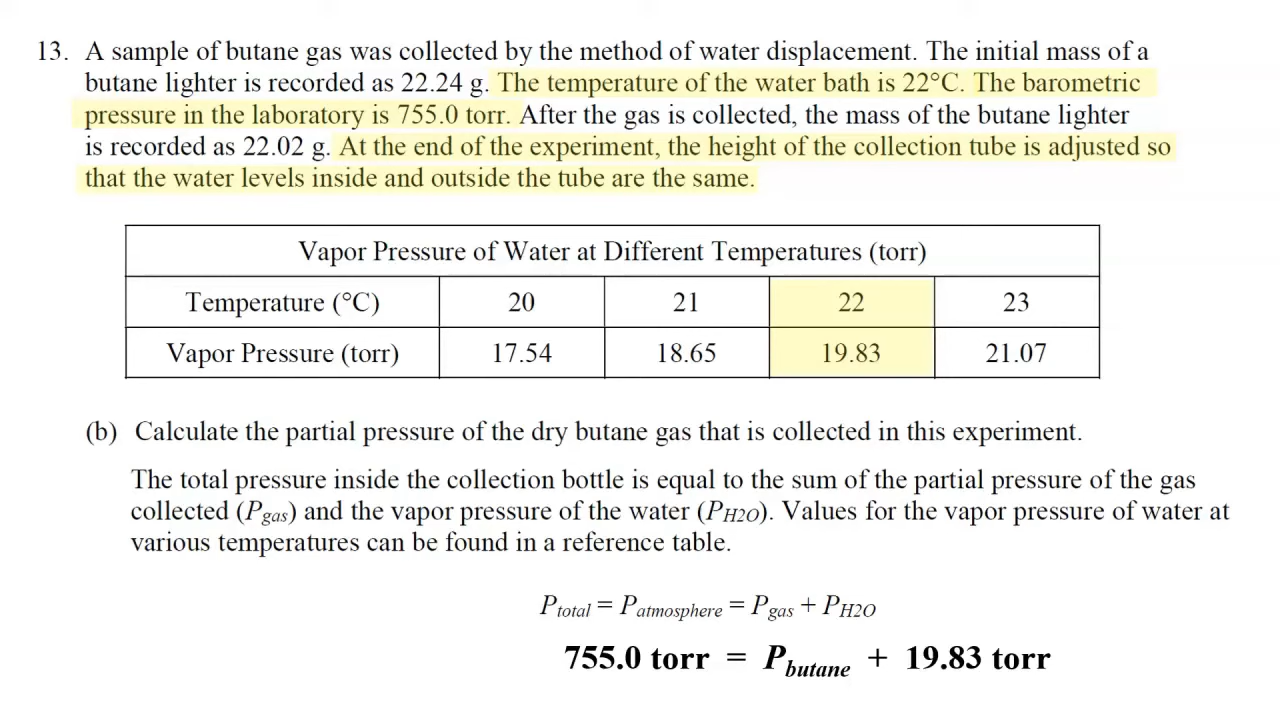 13. A sample of butane gas was collected by the method of water displacement. The initial mass of a
butane lighter is recorded as 22.24 g. The temperature of the water bath is 22°C. The barometric
pressure in the laboratory is 755.0 torr. After the gas is collected, the mass of the butane lighter
is recorded as 22.02 g. At the end of the experiment, the height of the collection tube is adjusted so
that the water levels inside and outside the tube are the same.
Vapor Pressure of Water at Different Temperatures (torr)
Temperature (°C) 20 21 22 23
Vapor Pressure (torr) 17.54 18.65 19.83 21.07
(b) Calculate the partial pressure of the dry butane gas that is collected in this experiment.
The total pressure inside the collection bottle is equal to the sum of the partial pressure of the gas
collected (Pgas) and the vapor pressure of the water (PH2O). Values for the vapor pressure of water at
various temperatures can be found in a reference table.
Ptotal = Patmosphere = Pgas + PH2O
755.0 torr = Pbutane + 19.83 torr